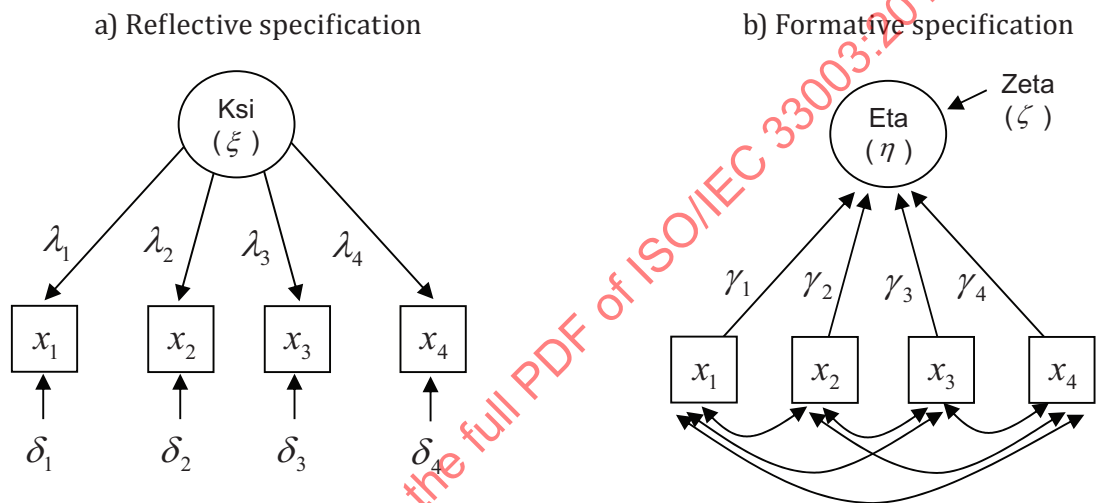 a) Reflective specification
b) Formative specification
Ksi
( ξ )
Zeta
( ζ )
Eta
( η )
λ₁ λ₂ λ₃ λ₄
γ₁ γ₂ γ₃ γ₄
x₁ x₂ x₃ x₄
x₁ x₂ x₃ x₄
δ₁ δ₂ δ₃ δ₄
the full PDF of ISO/IEC 33003:20